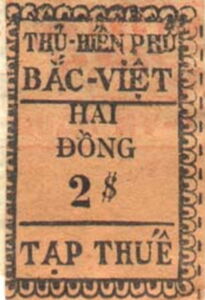 THỦ-HIẾN PHỦ
BẮC-VIỆT
HAI
ĐỒNG
2 $
TẠP THUẾ